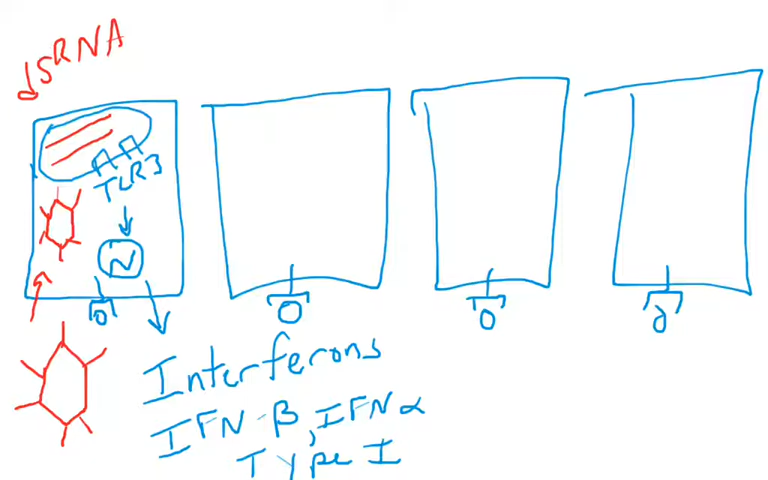 dsRNA
TLR3
N
Interferons
IFN-β, IFNα
Type I